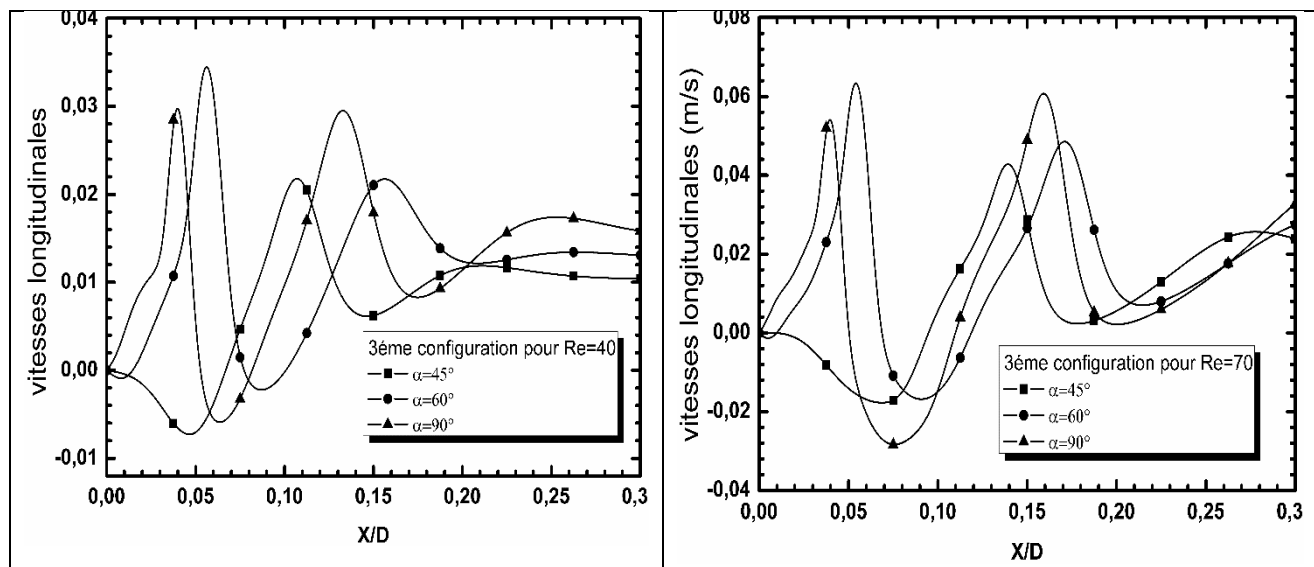 0,04
0,03
0,02
0,01
0,00
-0,01
vitesses longitudinales
3éme configuration pour Re=40
α=45°
α=60°
α=90°
0,00 0,05 0,10 0,15 0,20 0,25 0,3
X/D
0,08
0,06
0,04
0,02
0,00
-0,02
-0,04
vitesses longitudinales (m/s)
3éme configuration pour Re=70
α=45°
α=60°
α=90°
0,00 0,05 0,10 0,15 0,20 0,25 0,3
X/D